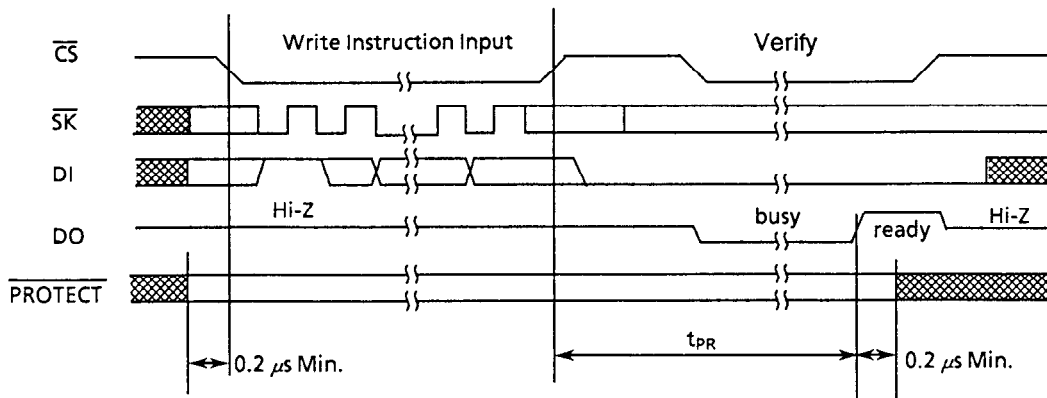 Write Instruction Input
Verify
CS
SK
DI
DO
Hi-Z
busy
ready
Hi-Z
PROTECT
0.2 μs Min.
tPR
0.2 μs Min.